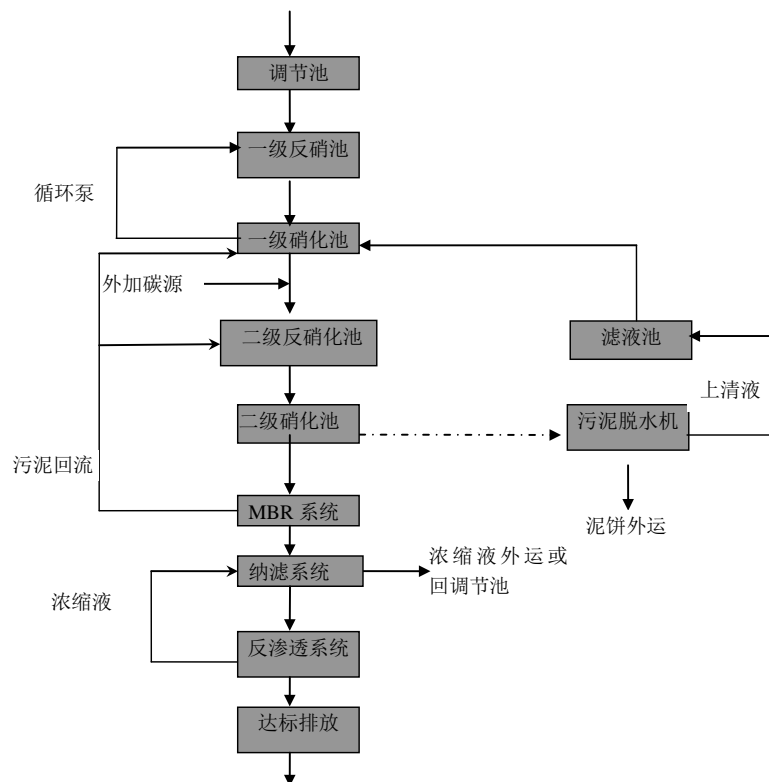 调节池
一级反硝池
循环泵
一级硝化池
外加碳源
二级反硝化池
滤液池
上清液
二级硝化池
污泥脱水机
污泥回流
MBR 系统
泥饼外运
纳滤系统
浓缩液外运或
回调节池
浓缩液
反渗透系统
达标排放